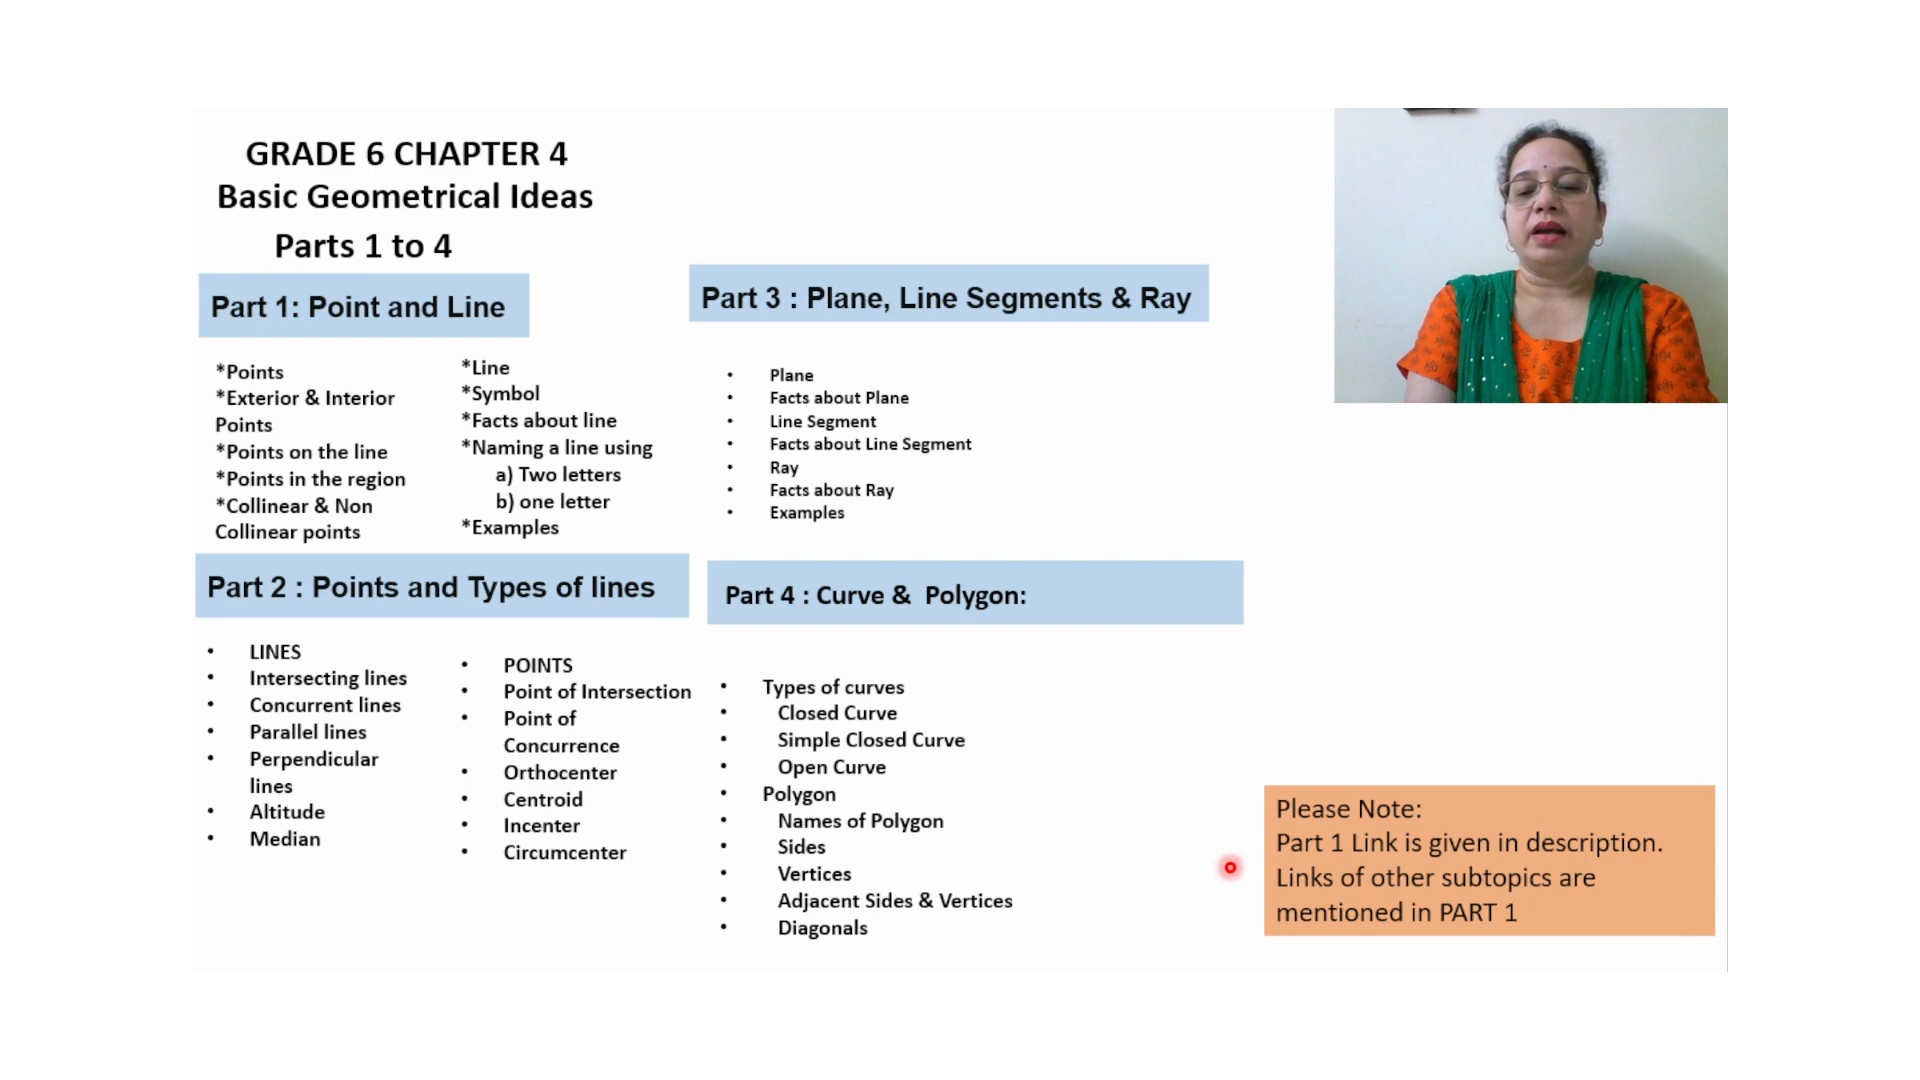 GRADE 6 CHAPTER 4
Basic Geometrical Ideas
Parts 1 to 4
Part 1: Point and Line
*Points
*Exterior & Interior
Points
*Points on the line
*Points in the region
*Collinear & Non
Collinear points
*Line
*Symbol
*Facts about line
*Naming a line using
a) Two letters
b) one letter
*Examples
Part 2 : Points and Types of lines
• LINES
• Intersecting lines
• Concurrent lines
• Parallel lines
• Perpendicular
lines
• Altitude
• Median
• POINTS
• Point of Intersection
• Point of
Concurrence
• Orthocenter
• Centroid
• Incenter
• Circumcenter
Part 3 : Plane, Line Segments & Ray
• Plane
• Facts about Plane
• Line Segment
• Facts about Line Segment
• Ray
• Facts about Ray
• Examples
Part 4 : Curve & Polygon:
• Types of curves
• Closed Curve
• Simple Closed Curve
• Open Curve
• Polygon
• Names of Polygon
• Sides
• Vertices
• Adjacent Sides & Vertices
• Diagonals
Please Note:
Part 1 Link is given in description.
Links of other subtopics are
mentioned in PART 1